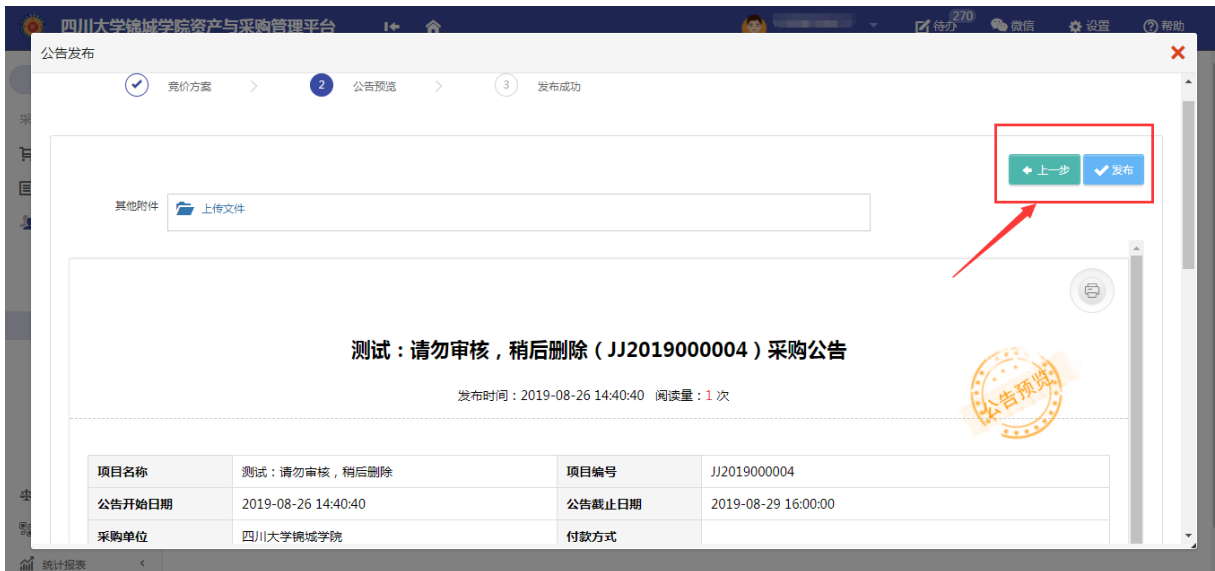 四川大学锦城学院资产与采购管理平台
待办 270 微信 设置 帮助
公告发布
竞价方案 2 公告预览 3 发布成功
采
上一步 发布
其他附件 上传文件
测试：请勿审核，稍后删除（JJ2019000004）采购公告
发布时间：2019-08-26 14:40:40 阅读量：1 次
公告预览
项目名称 测试：请勿审核，稍后删除 项目编号 JJ2019000004
公告开始日期 2019-08-26 14:40:40 公告截止日期 2019-08-29 16:00:00
采购单位 四川大学锦城学院 付款方式
统计报表